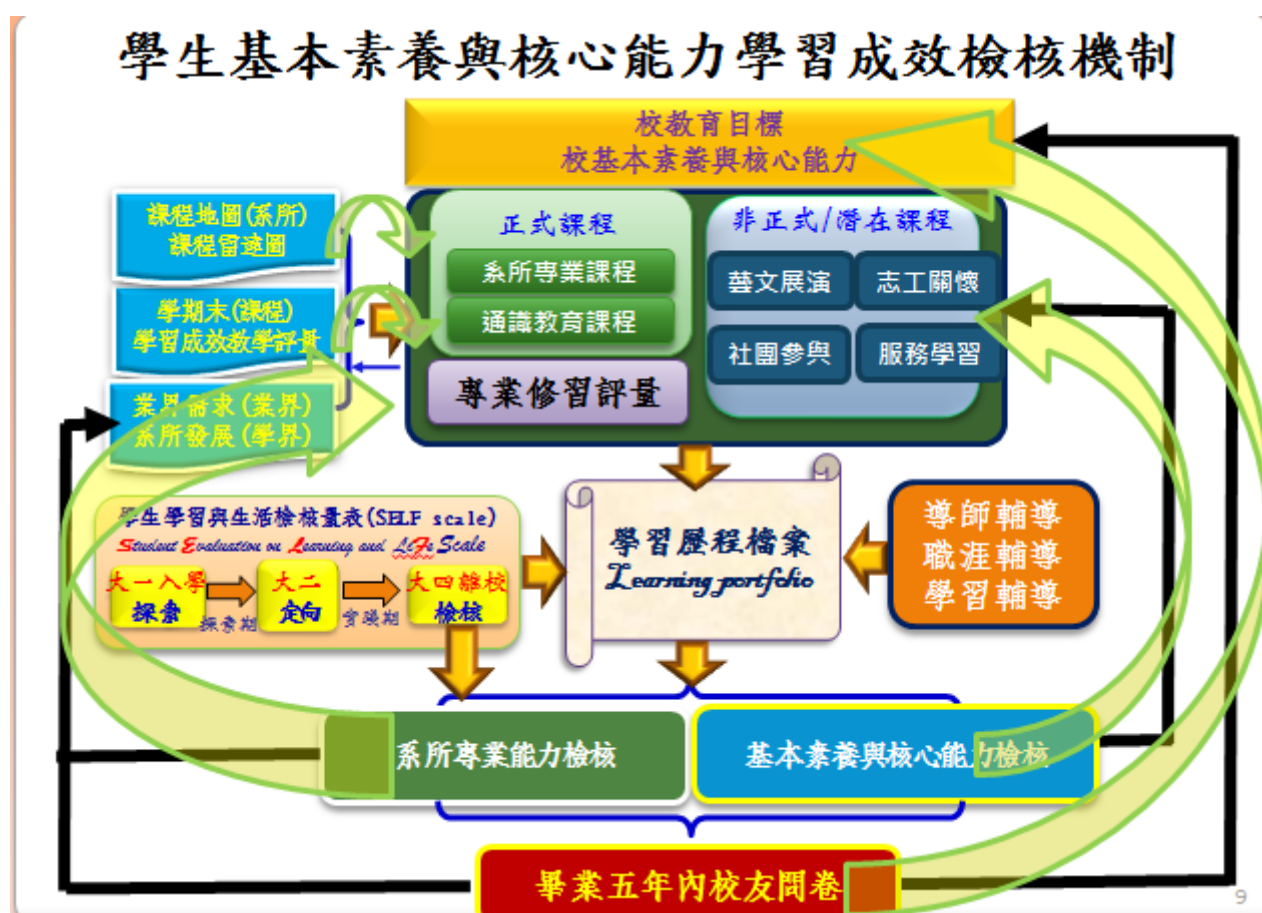 學生基本素養與核心能力學習成效檢核機制
校教育目標
校基本素養與核心能力
課程地圖(系所)
課程雷達圖
學期末(課程)
學習成效教學評量
業界需求(業界)
系所發展(學界)
正式課程
系所專業課程
通識教育課程
專業修習評量
非正式/潛在課程
藝文展演
志工關懷
社團參與
服務學習
學生學習與生活檢核量表(SELF scale)
Student Evaluation on Learning and LiFe Scale
大一入學
探索
探索期
大二
定向
實踐期
大四離校
檢核
學習歷程檔案
Learning portfolio
導師輔導
職涯輔導
學習輔導
系所專業能力檢核
基本素養與核心能力檢核
畢業五年內校友問卷
9